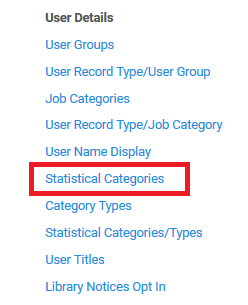 User Details
User Groups
User Record Type/User Group
Job Categories
User Record Type/Job Category
User Name Display
Statistical Categories
Category Types
Statistical Categories/Types
User Titles
Library Notices Opt In